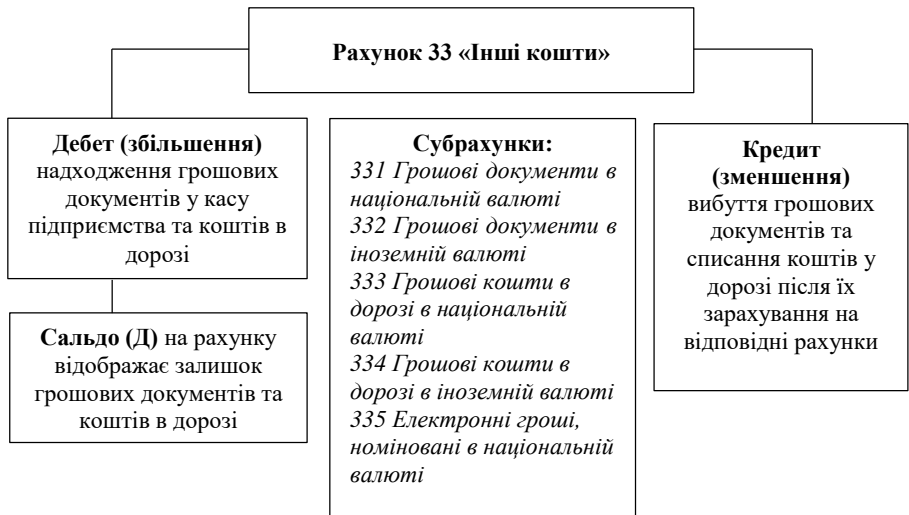 Рахунок 33 «Інші кошти»
Дебет (збільшення)
надходження грошових
документів у касу
підприємства та коштів в
дорозі
Сальдо (Д) на рахунку
відображає залишок
грошових документів та
коштів в дорозі
Субрахунки:
331 Грошові документи в
національній валюті
332 Грошові документи в
іноземній валюті
333 Грошові кошти в
дорозі в національній
валюті
334 Грошові кошти в
дорозі в іноземній валюті
335 Електронні гроші,
номіновані в національній
валюті
Кредит
(зменшення)
вибуття грошових
документів та
списання коштів у
дорозі після їх
зарахування на
відповідні рахунки